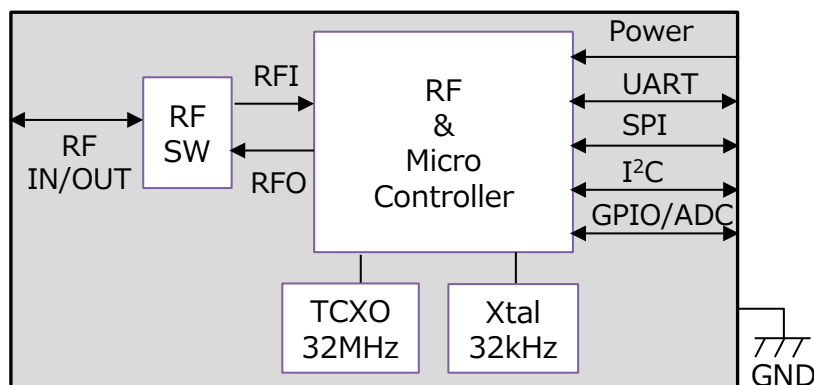 Power
RFI
RF
SW
RF
IN/OUT
RFO
RF
&
Micro
Controller
UART
SPI
I²C
GPIO/ADC
TCXO
32MHz
Xtal
32kHz
GND